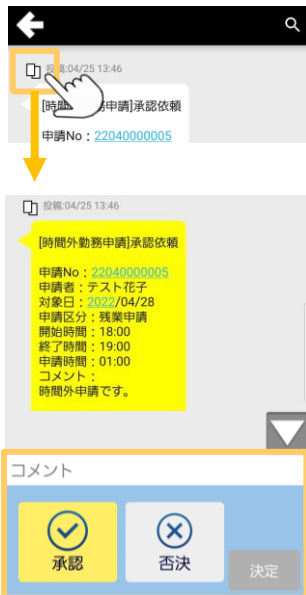 投稿:04/25 13:46
[時間外勤務申請]承認依頼
申請No：22040000005
投稿:04/25 13:46
[時間外勤務申請]承認依頼
申請No：22040000005
申請者：テスト花子
対象日：2022/04/28
申請区分：残業申請
開始時間：18:00
終了時間：19:00
申請時間：01:00
コメント：
時間外申請です。
コメント
承認
否決
決定